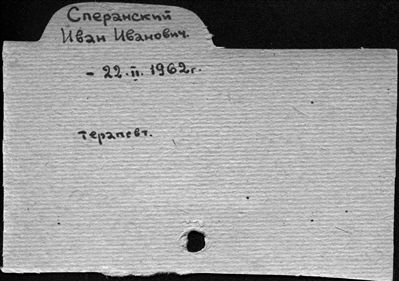 Сперанский
Иван Иванович.
- 22.II.1962г.
терапевт.